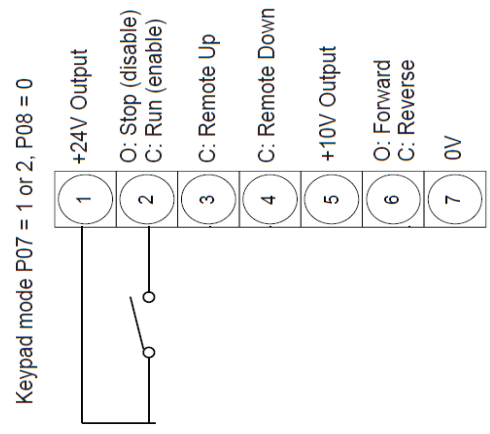 Keypad mode P07 = 1 or 2, P08 = 0
1
+24V Output
2
O: Stop (disable)
C: Run (enable)
3
C: Remote Up
4
C: Remote Down
5
+10V Output
6
O: Forward
C: Reverse
7
0V